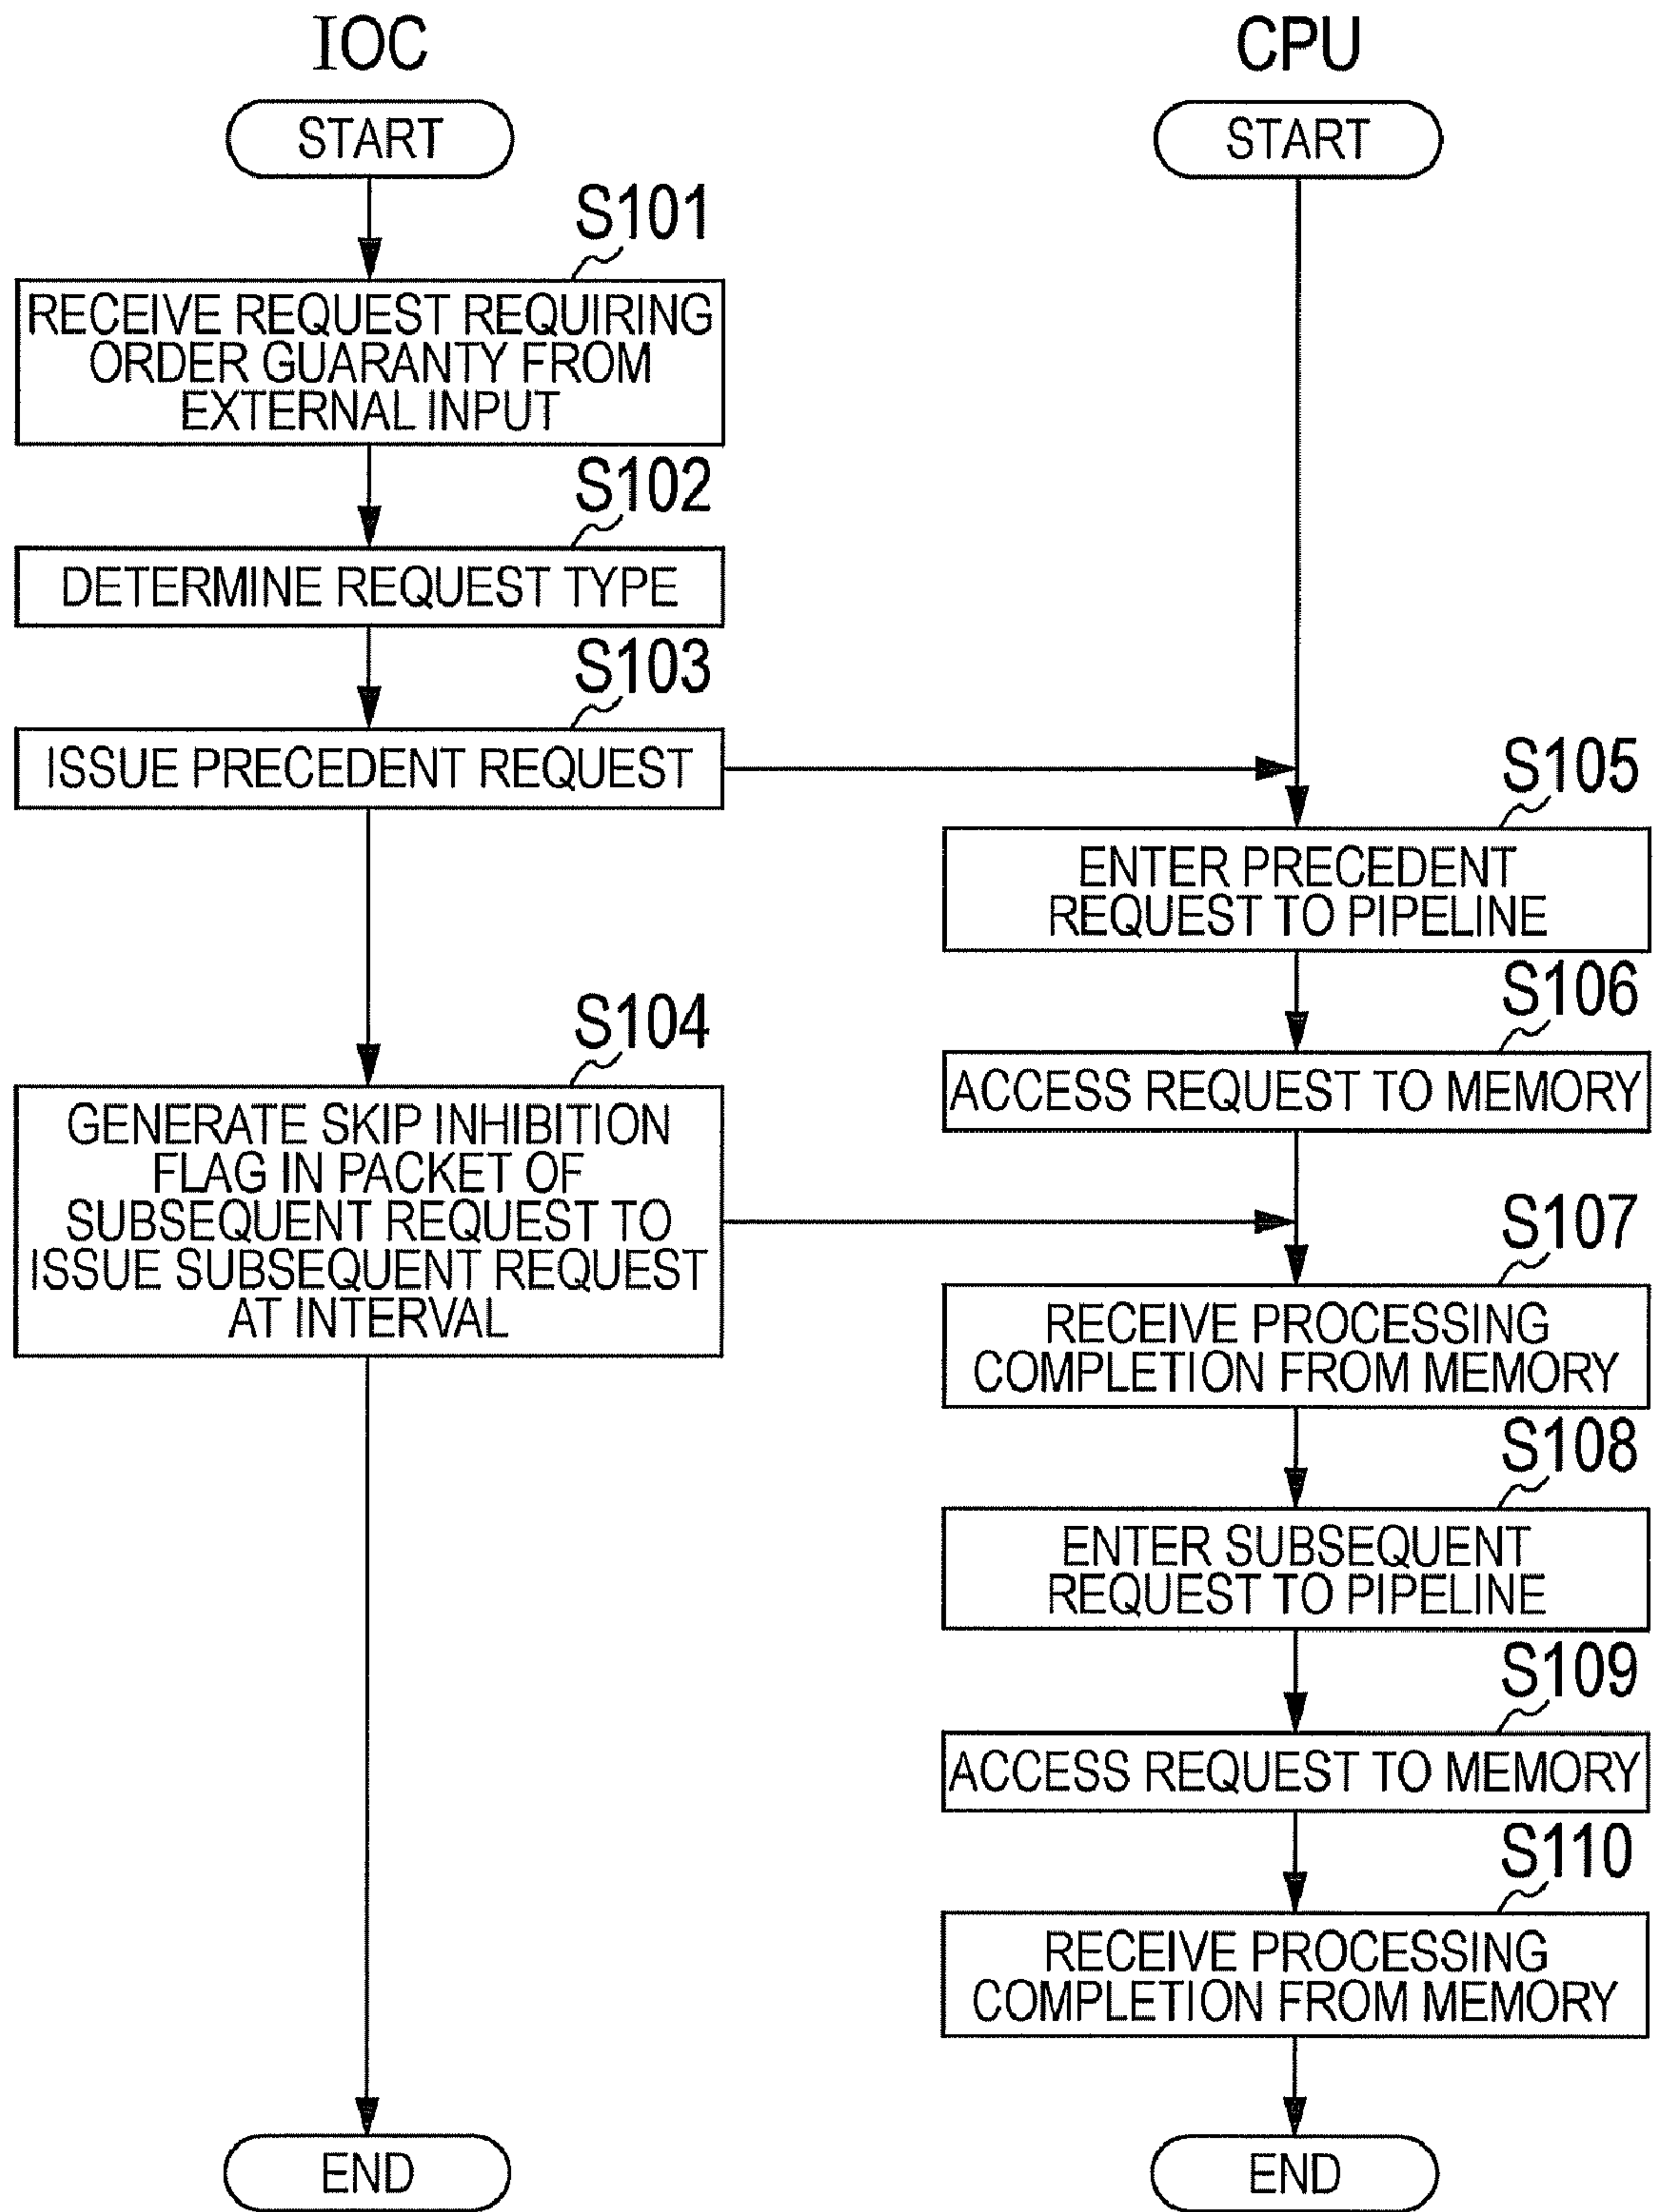 IOC
START
S101
RECEIVE REQUEST REQUIRING
ORDER GUARANTY FROM
EXTERNAL INPUT
S102
DETERMINE REQUEST TYPE
S103
ISSUE PRECEDENT REQUEST
S104
GENERATE SKIP INHIBITION
FLAG IN PACKET OF
SUBSEQUENT REQUEST TO
ISSUE SUBSEQUENT REQUEST
AT INTERVAL
END
CPU
START
S105
ENTER PRECEDENT
REQUEST TO PIPELINE
S106
ACCESS REQUEST TO MEMORY
S107
RECEIVE PROCESSING
COMPLETION FROM MEMORY
S108
ENTER SUBSEQUENT
REQUEST TO PIPELINE
S109
ACCESS REQUEST TO MEMORY
S110
RECEIVE PROCESSING
COMPLETION FROM MEMORY
END